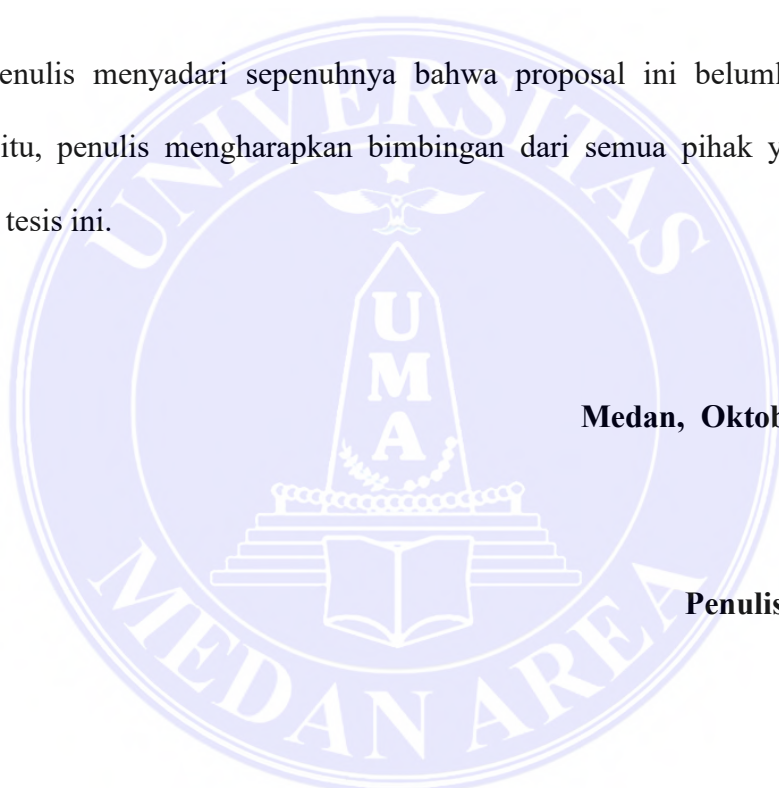 enulis menyadari sepenuhnya bahwa proposal ini beluml
itu, penulis mengharapkan bimbingan dari semua pihak y
tesis ini.
UNIVERSITAS
U
M
A
Medan, Oktob
Penulis
MEDAN AREA